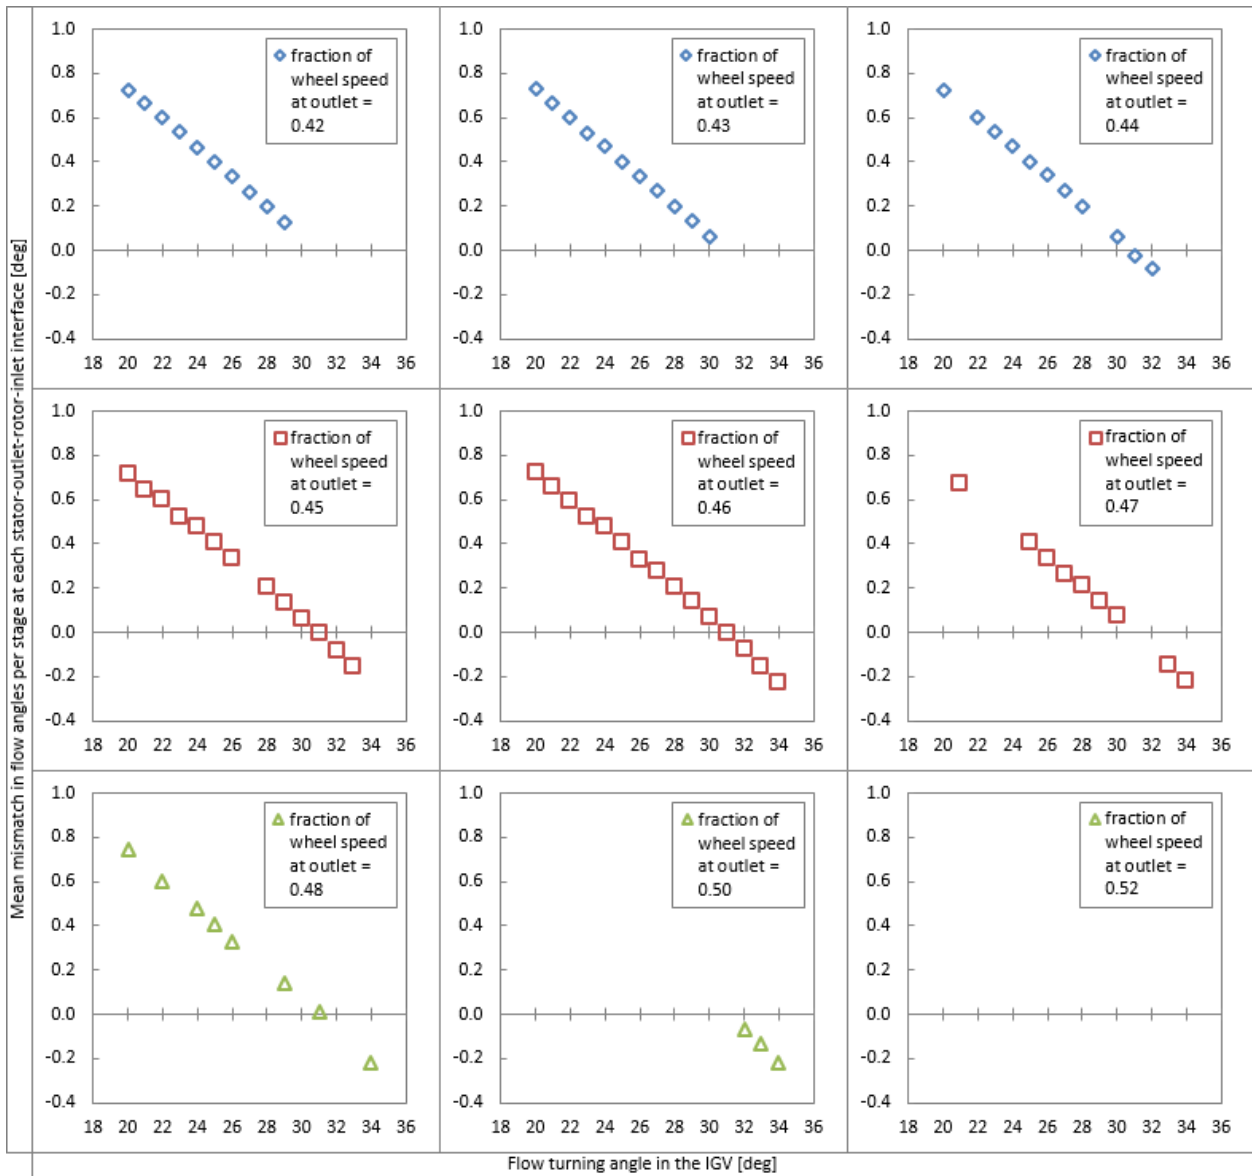 Mean mismatch in flow angles per stage at each stator-outlet-rotor-inlet interface [deg]
1.0
0.8
0.6
0.4
0.2
0.0
-0.2
-0.4
18 20 22 24 26 28 30 32 34 36
fraction of
wheel speed
at outlet =
0.42
1.0
0.8
0.6
0.4
0.2
0.0
-0.2
-0.4
18 20 22 24 26 28 30 32 34 36
fraction of
wheel speed
at outlet =
0.43
1.0
0.8
0.6
0.4
0.2
0.0
-0.2
-0.4
18 20 22 24 26 28 30 32 34 36
fraction of
wheel speed
at outlet =
0.44
1.0
0.8
0.6
0.4
0.2
0.0
-0.2
-0.4
18 20 22 24 26 28 30 32 34 36
fraction of
wheel speed
at outlet =
0.45
1.0
0.8
0.6
0.4
0.2
0.0
-0.2
-0.4
18 20 22 24 26 28 30 32 34 36
fraction of
wheel speed
at outlet =
0.46
1.0
0.8
0.6
0.4
0.2
0.0
-0.2
-0.4
18 20 22 24 26 28 30 32 34 36
fraction of
wheel speed
at outlet =
0.47
1.0
0.8
0.6
0.4
0.2
0.0
-0.2
-0.4
18 20 22 24 26 28 30 32 34 36
fraction of
wheel speed
at outlet =
0.48
1.0
0.8
0.6
0.4
0.2
0.0
-0.2
-0.4
18 20 22 24 26 28 30 32 34 36
fraction of
wheel speed
at outlet =
0.50
1.0
0.8
0.6
0.4
0.2
0.0
-0.2
-0.4
18 20 22 24 26 28 30 32 34 36
fraction of
wheel speed
at outlet =
0.52
Flow turning angle in the IGV [deg]